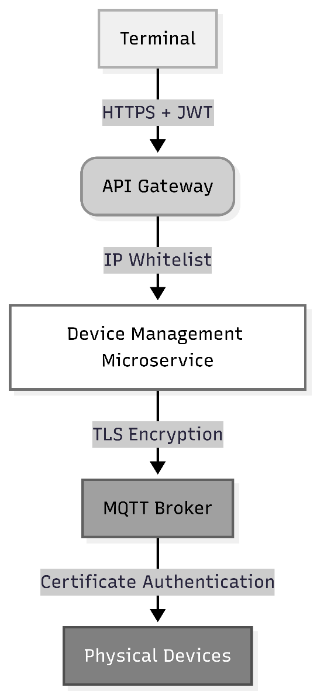 Terminal
HTTPS + JWT
API Gateway
IP Whitelist
Device Management
Microservice
TLS Encryption
MQTT Broker
Certificate Authentication
Physical Devices